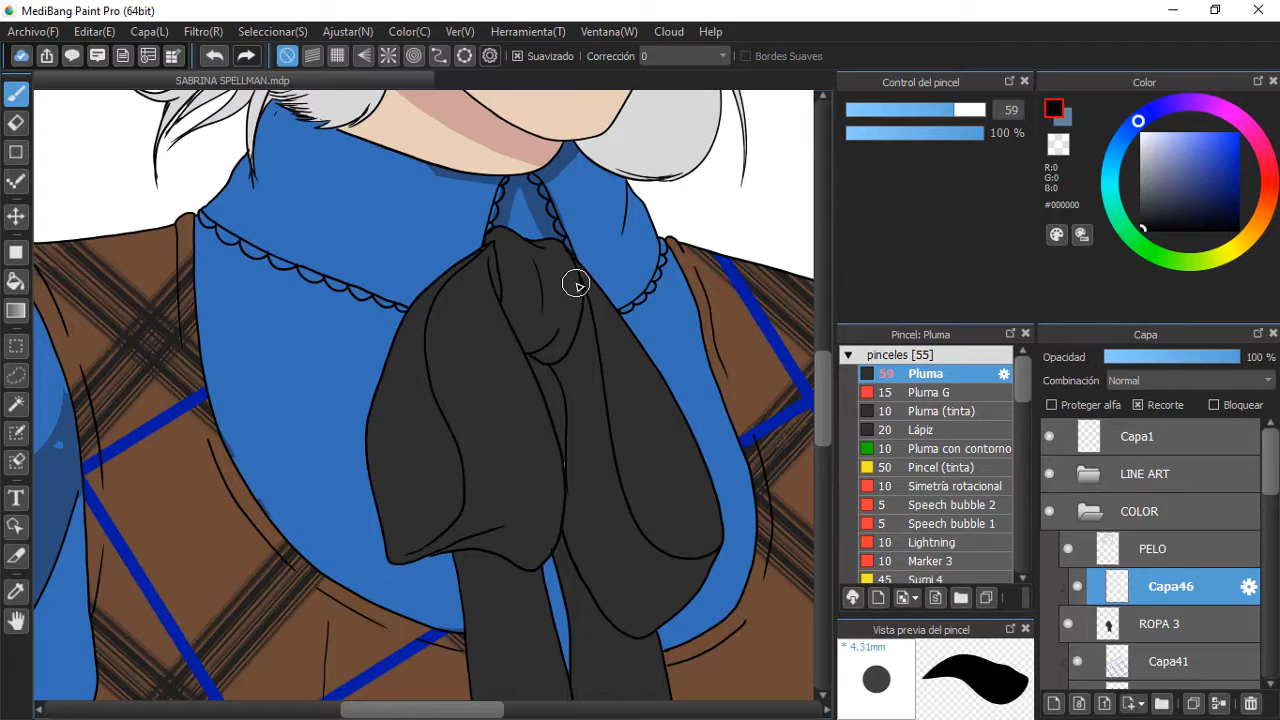 MediBang Paint Pro (64bit)
Archivo(F) Editar(E) Capa(L) Filtro(R) Seleccionar(S) Ajustar(N) Color(C) Ver(V) Herramienta(T) Ventana(W) Cloud Help
Suavizado Corrección 0 Bordes Suaves
SABRINA SPELLMAN.mdp
Control del pincel
59
100 %
Color
R:0
G:0
B:0
#000000
Pincel: Pluma
pinceles [55]
59 Pluma
15 Pluma G
10 Pluma (tinta)
20 Lápiz
10 Pluma con contorno
50 Pincel (tinta)
10 Simetría rotacional
5 Speech bubble 2
5 Speech bubble 1
10 Lightning
10 Marker 3
45 Sumi 4
Vista previa del pincel
* 4.31mm
Capa
Opacidad 100 %
Combinación Normal
Proteger alfa Recorte Bloquear
Capa1
LINE ART
COLOR
PELO
Capa46
ROPA 3
Capa41